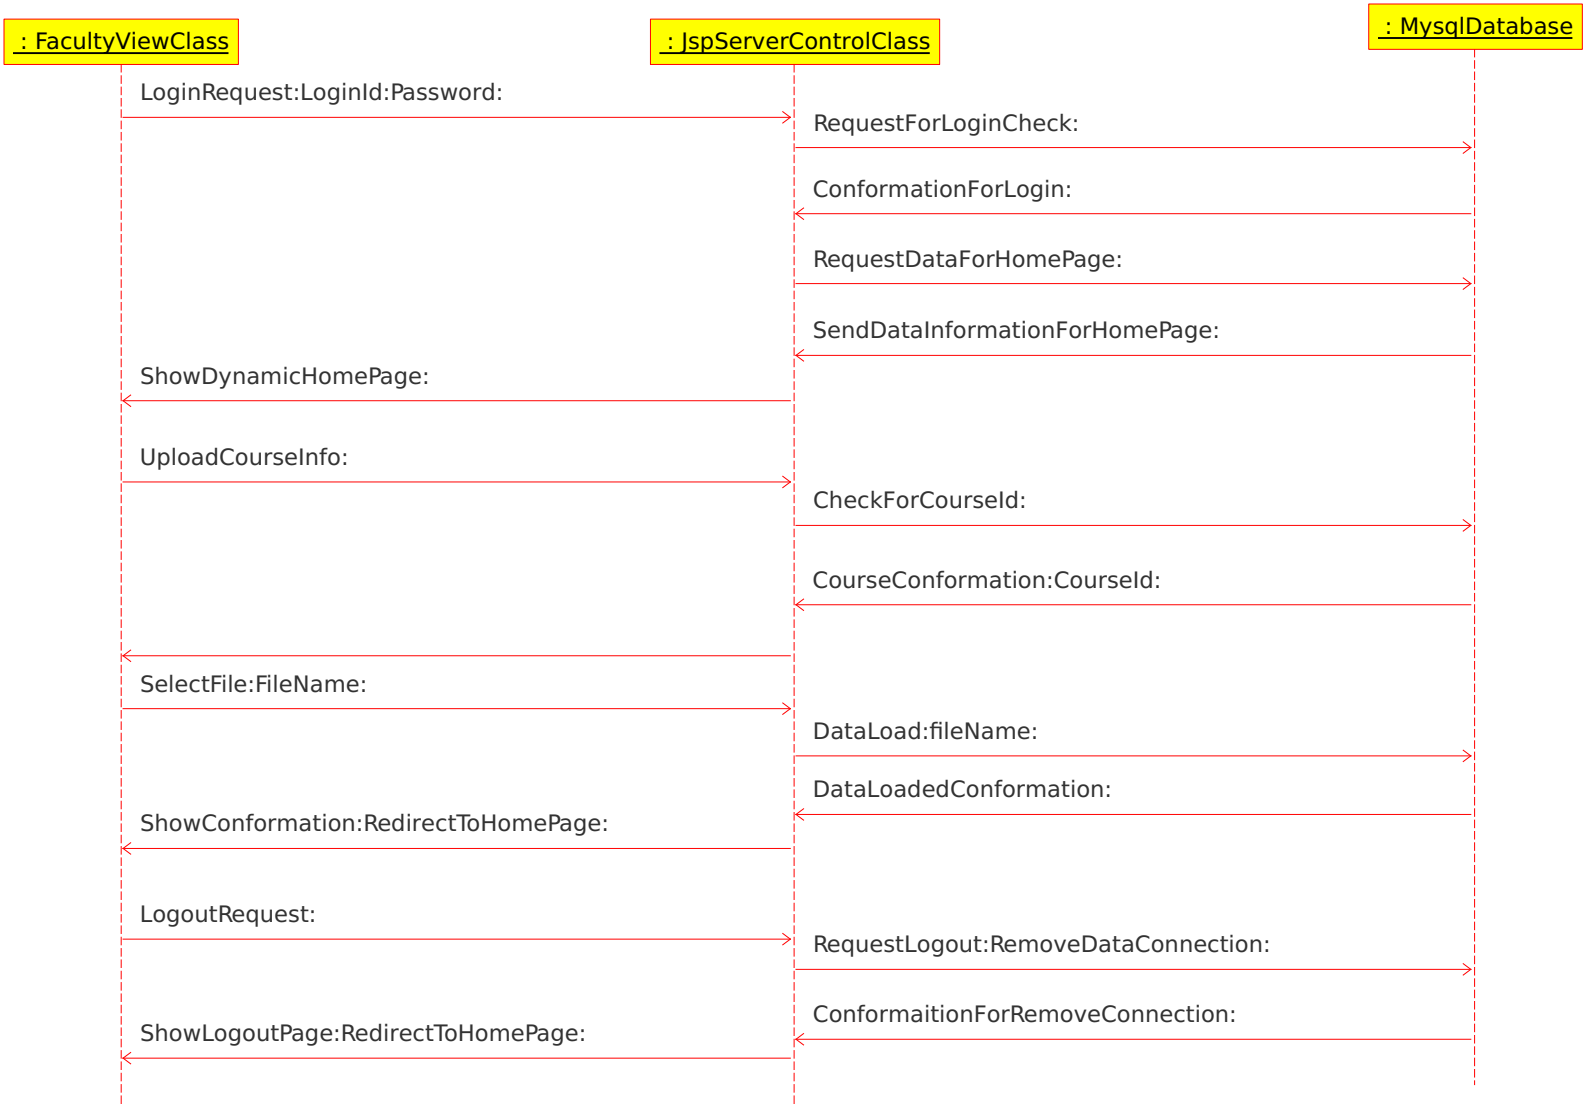 : FacultyViewClass
: JspServerControlClass
: MysqlDatabase
LoginRequest:LoginId:Password:
RequestForLoginCheck:
ConformationForLogin:
RequestDataForHomePage:
SendDataInformationForHomePage:
ShowDynamicHomePage:
UploadCourseInfo:
CheckForCourseId:
CourseConformation:CourseId:
SelectFile:FileName:
DataLoad:fileName:
DataLoadedConformation:
ShowConformation:RedirectToHomePage:
LogoutRequest:
RequestLogout:RemoveDataConnection:
ConformaitionForRemoveConnection:
ShowLogoutPage:RedirectToHomePage: